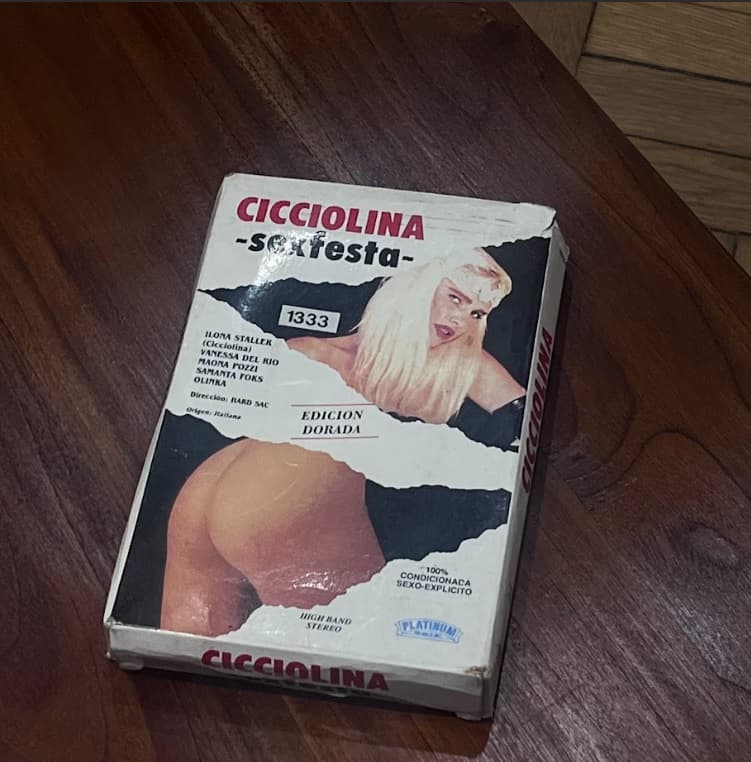 CICCIOLINA
-sexfesta-
1333
ILONA STALLER
(Cicciolina)
VANESSA DEL RIO
MAONA POZZI
SAMANTA FOKS
OLINKA
Dirección: HARD SAC
Origen: Italiana
EDICION
DORADA
100%
CONDICIONADA
SEXO-EXPLICITO
HIGH BAND
STEREO
PLATINUM
CICCIOLINA
CICCIOLINA